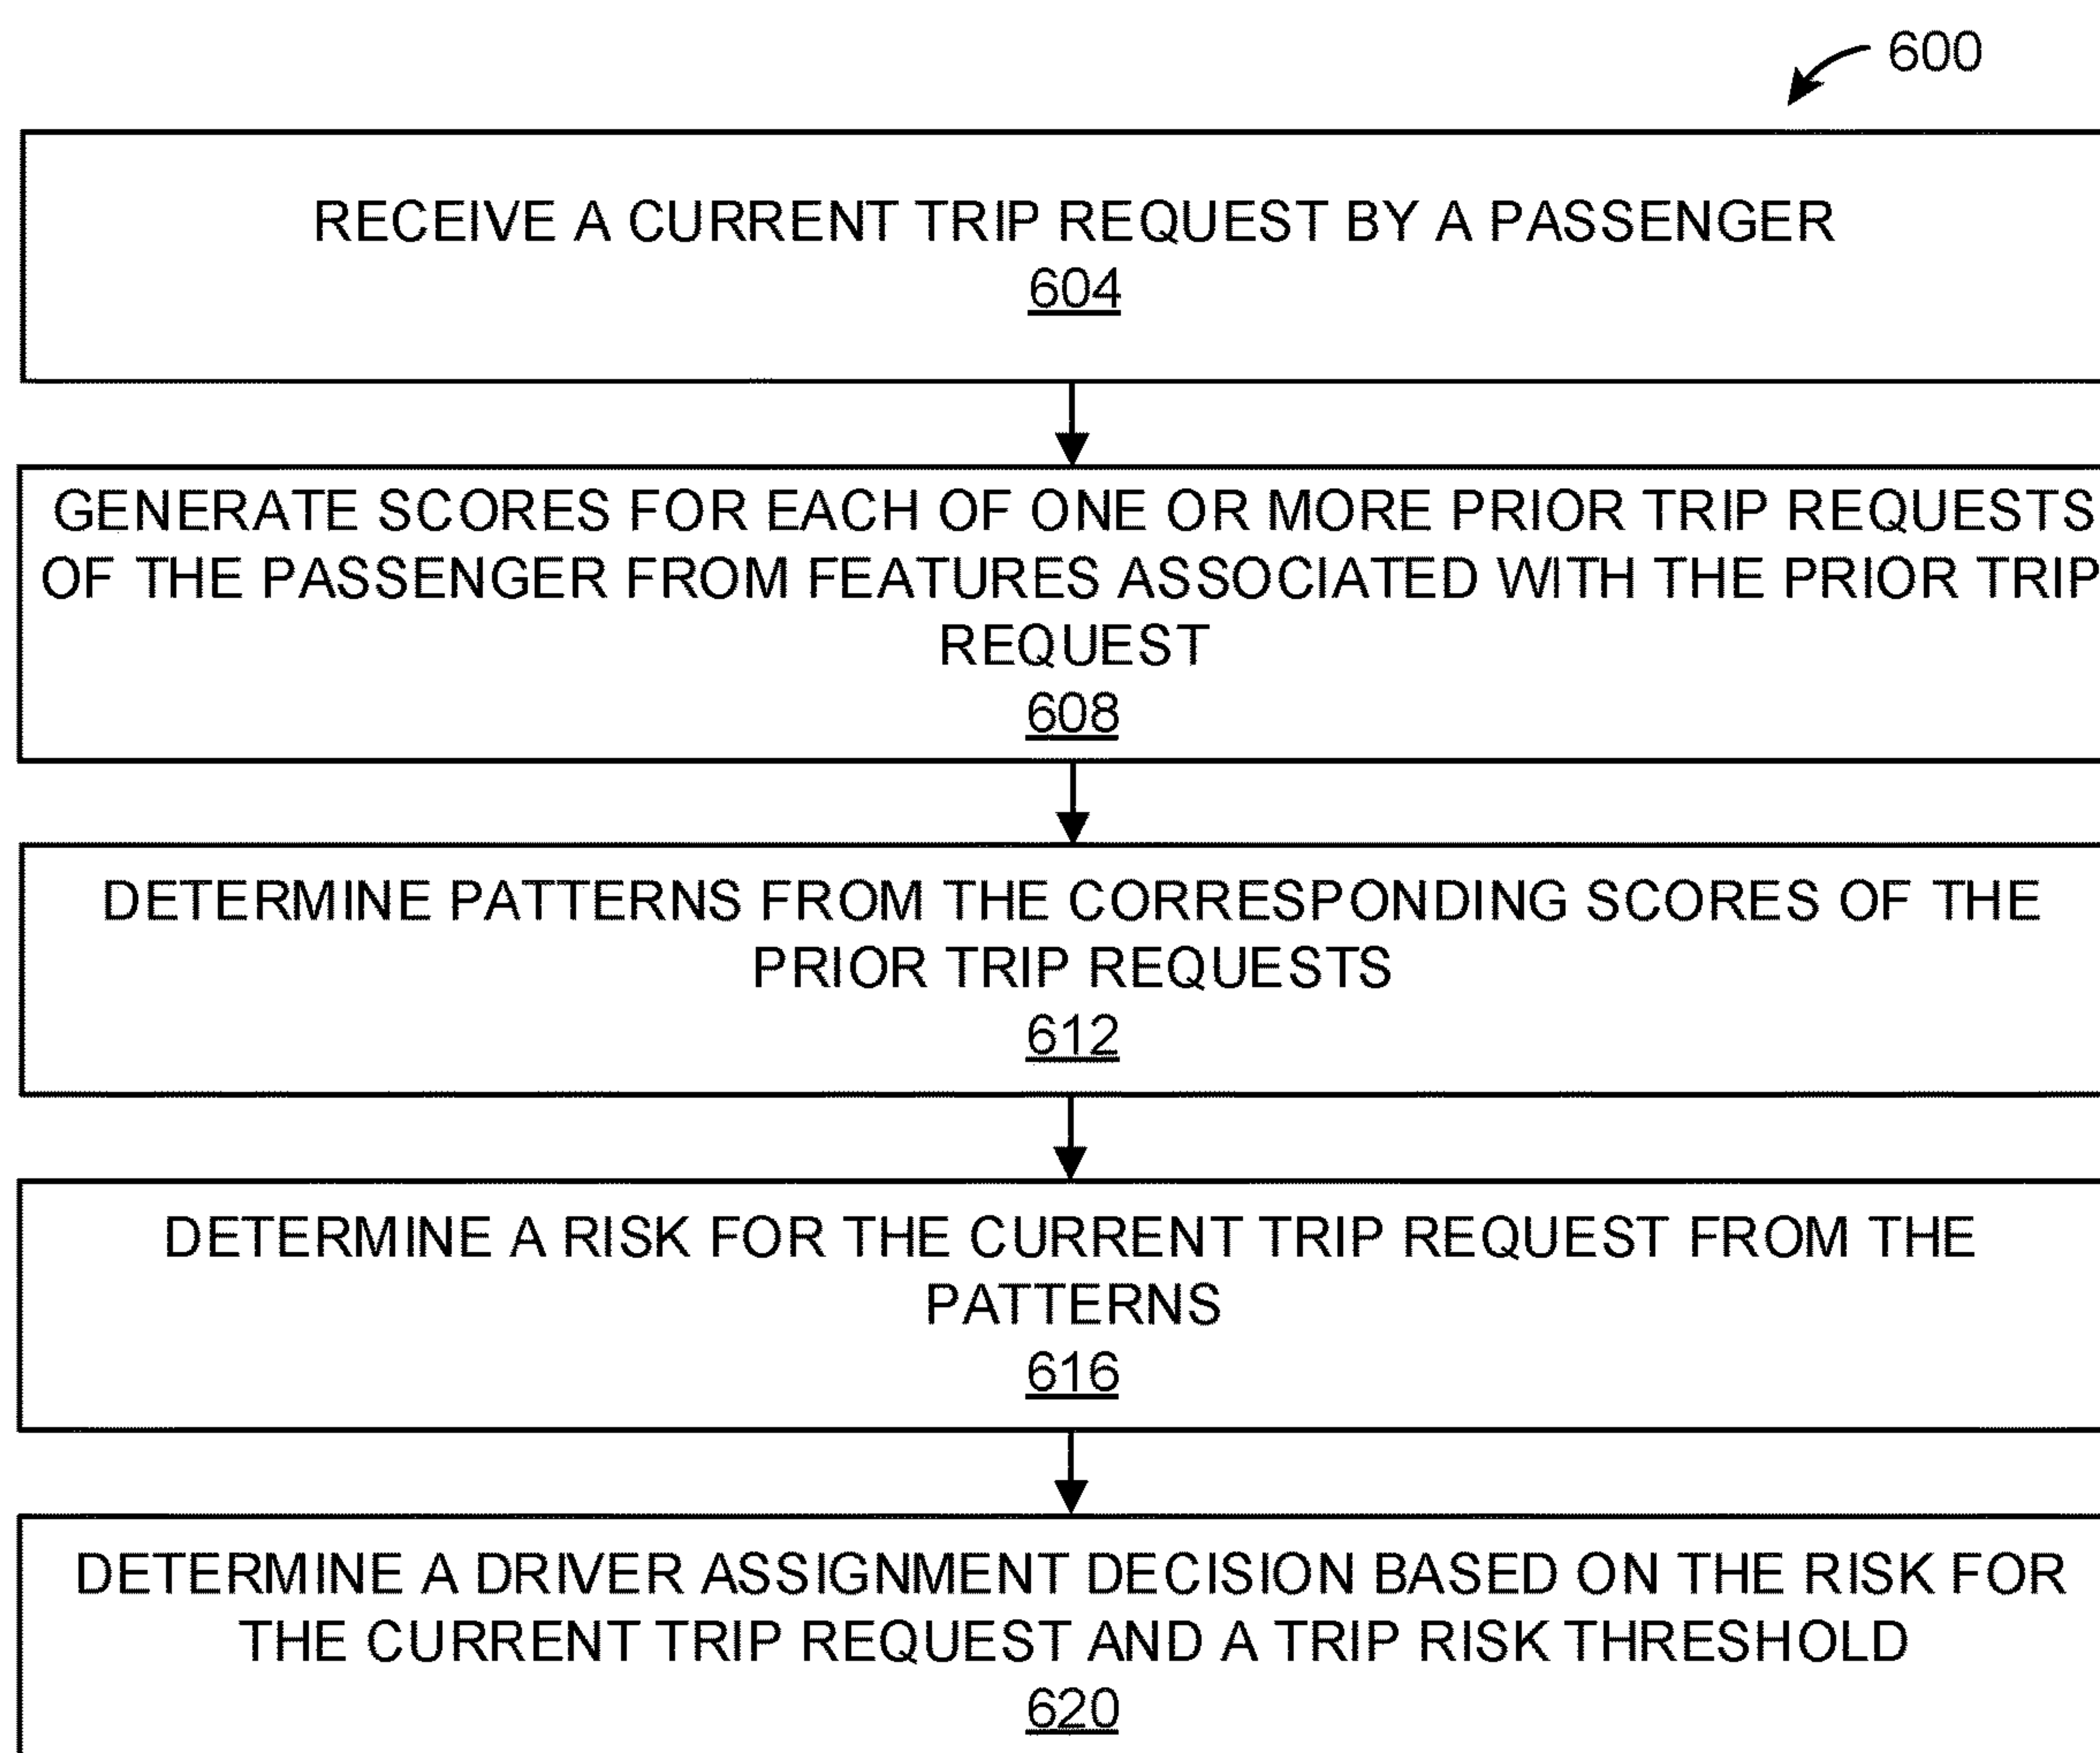 600
RECEIVE A CURRENT TRIP REQUEST BY A PASSENGER
604
GENERATE SCORES FOR EACH OF ONE OR MORE PRIOR TRIP REQUESTS
OF THE PASSENGER FROM FEATURES ASSOCIATED WITH THE PRIOR TRIP
REQUEST
608
DETERMINE PATTERNS FROM THE CORRESPONDING SCORES OF THE
PRIOR TRIP REQUESTS
612
DETERMINE A RISK FOR THE CURRENT TRIP REQUEST FROM THE
PATTERNS
616
DETERMINE A DRIVER ASSIGNMENT DECISION BASED ON THE RISK FOR
THE CURRENT TRIP REQUEST AND A TRIP RISK THRESHOLD
620